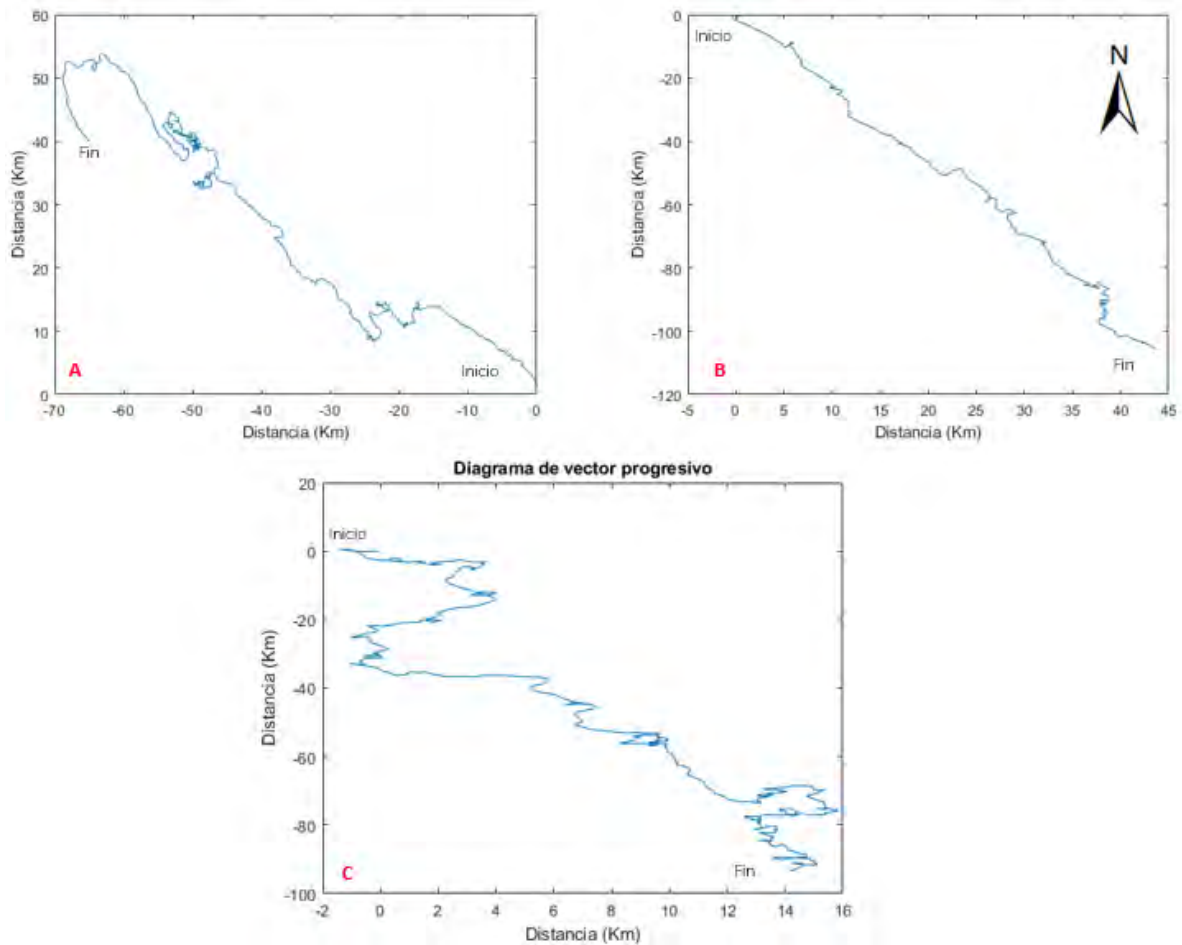 60
50
40
30
20
10
0
Distancia (Km)
Fin
Inicio
A
-70
-60
-50
-40
-30
-20
-10
0
Distancia (Km)
0
-20
-40
-60
-80
-100
-120
Distancia (Km)
Inicio
N
Fin
B
-5
0
5
10
15
20
25
30
35
40
45
Distancia (Km)
Diagrama de vector progresivo
20
0
-20
-40
-60
-80
-100
Distancia (Km)
Inicio
Fin
C
-2
0
2
4
6
8
10
12
14
16
Distancia (Km)